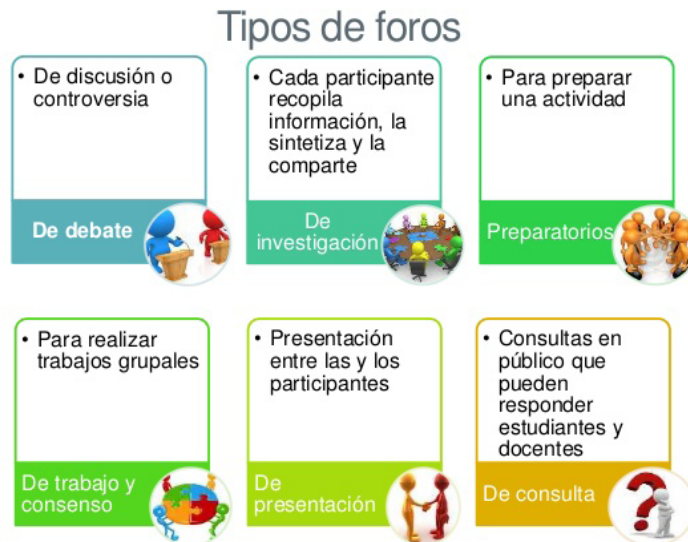 Tipos de foros
• De discusión o
controversia
De debate
• Cada participante
recopila
información, la
sintetiza y la
comparte
De
investigación
• Para preparar
una actividad
Preparatorios
• Para realizar
trabajos grupales
De trabajo y
consenso
• Presentación
entre las y los
participantes
De
presentación
• Consultas en
público que
pueden
responder
estudiantes y
docentes
De consulta